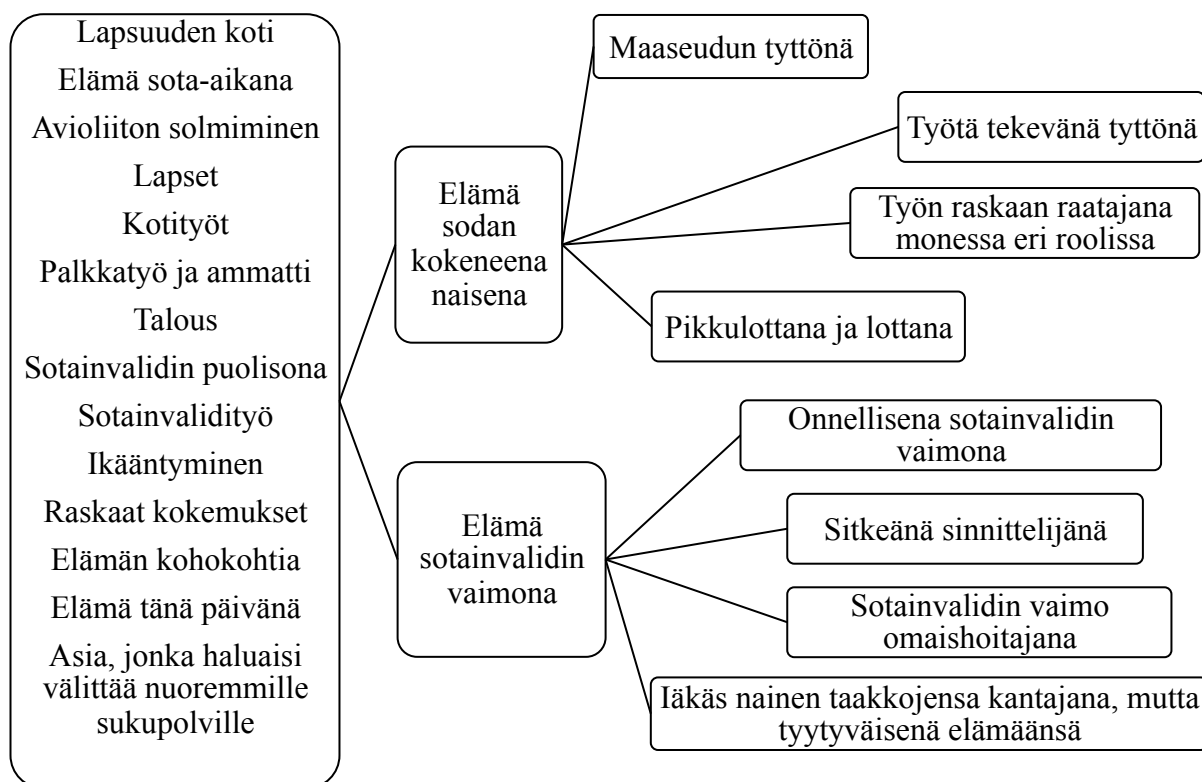 Lapsuuden koti
Elämä sota-aikana
Avioliiton solmiminen
Lapset
Kotityöt
Palkkatyö ja ammatti
Talous
Sotainvalidin puolisona
Sotainvalidityö
Ikääntyminen
Raskaat kokemukset
Elämän kohokohtia
Elämä tänä päivänä
Asia, jonka haluaisi
välittää nuoremmille
sukupolville
Elämä
sodan
kokeneena
naisena
Maaseudun tyttönä
Työtä tekevänä tyttönä
Työn raskaan raatajana
monessa eri roolissa
Pikkulottana ja lottana
Elämä
sotainvalidin
vaimona
Onnellisena sotainvalidin
vaimona
Sitkeänä sinnittelijänä
Sotainvalidin vaimo
omaishoitajana
Iäkäs nainen taakkojensa kantajana, mutta
tyytyväisenä elämäänsä